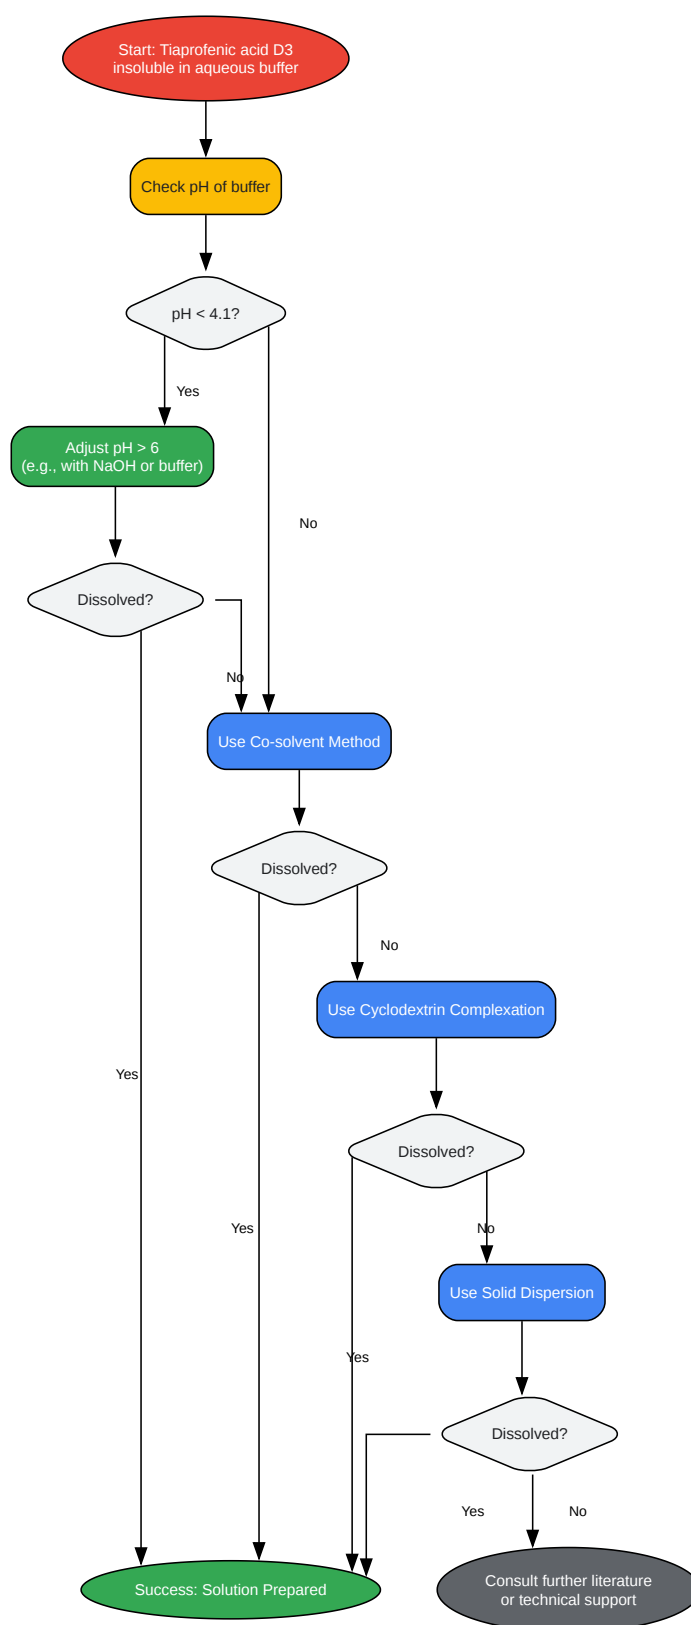 Start: Tiaprofenic acid D3
insoluble in aqueous buffer
Check pH of buffer
pH < 4.1?
Yes
Adjust pH > 6
(e.g., with NaOH or buffer)
No
Dissolved?
No
Use Co-solvent Method
Dissolved?
No
Use Cyclodextrin Complexation
Yes
Dissolved?
Yes
No
Use Solid Dispersion
Yes
Dissolved?
Yes
No
Consult further literature
or technical support
Success: Solution Prepared